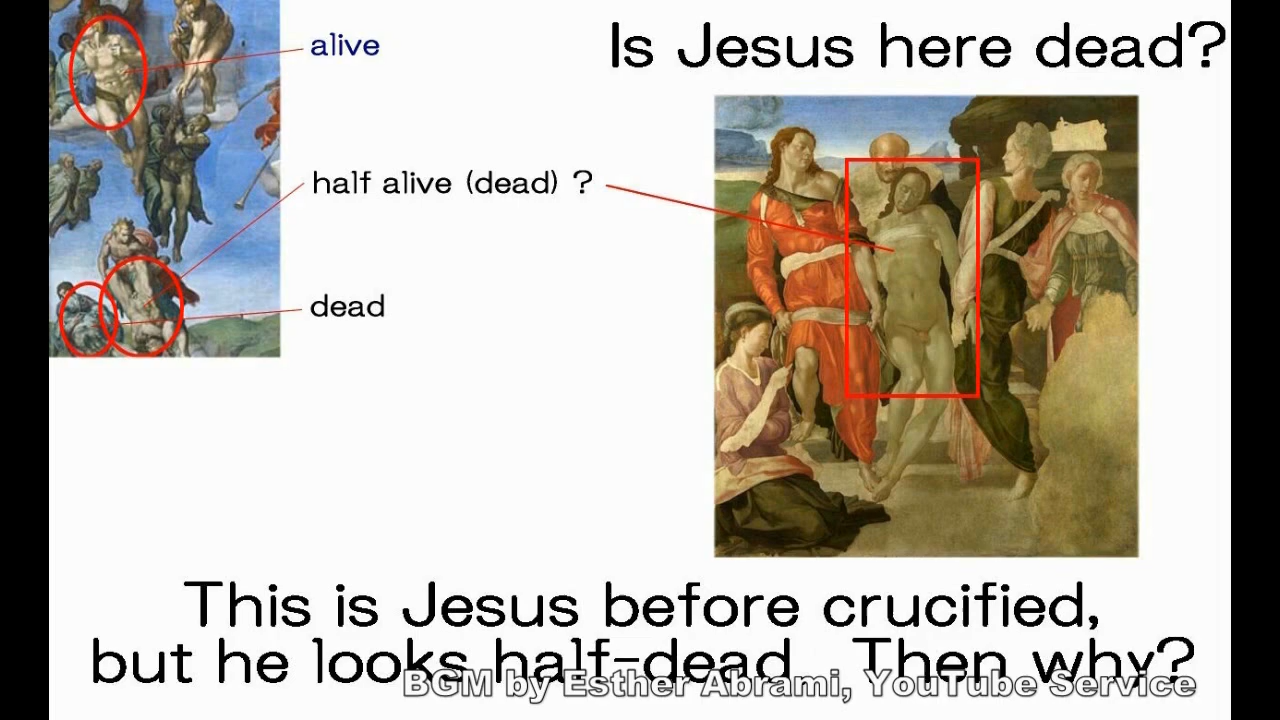 Is Jesus here dead?
alive
half alive (dead) ?
dead
This is Jesus before crucified,
but he looks half-dead. Then why?
BGM by Esther Abrami, YouTube Service